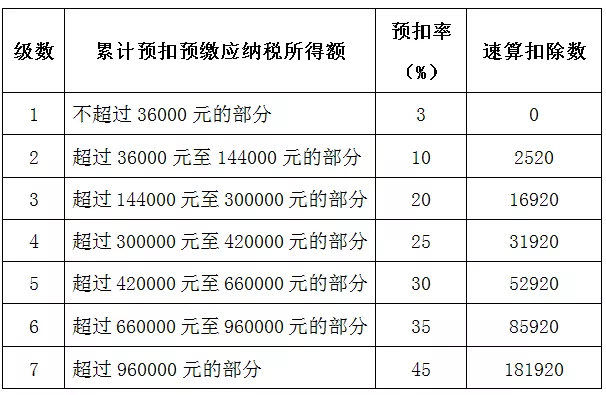 级数 累计预扣预缴应纳税所得额 预扣率 速算扣除数
（%）
1 不超过 36000 元的部分 3 0
2 超过 36000 元至 144000 元的部分 10 2520
3 超过 144000 元至 300000 元的部分 20 16920
4 超过 300000 元至 420000 元的部分 25 31920
5 超过 420000 元至 660000 元的部分 30 52920
6 超过 660000 元至 960000 元的部分 35 85920
7 超过 960000 元的部分 45 181920